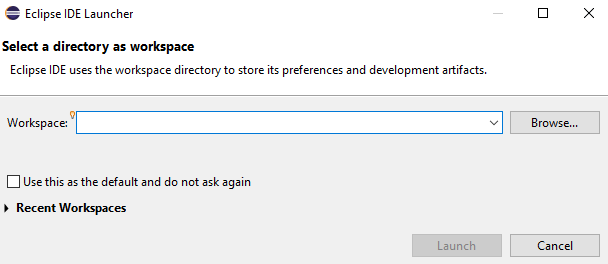 Eclipse IDE Launcher
Select a directory as workspace
Eclipse IDE uses the workspace directory to store its preferences and development artifacts.
Workspace:
Browse...
Use this as the default and do not ask again
Recent Workspaces
Launch
Cancel